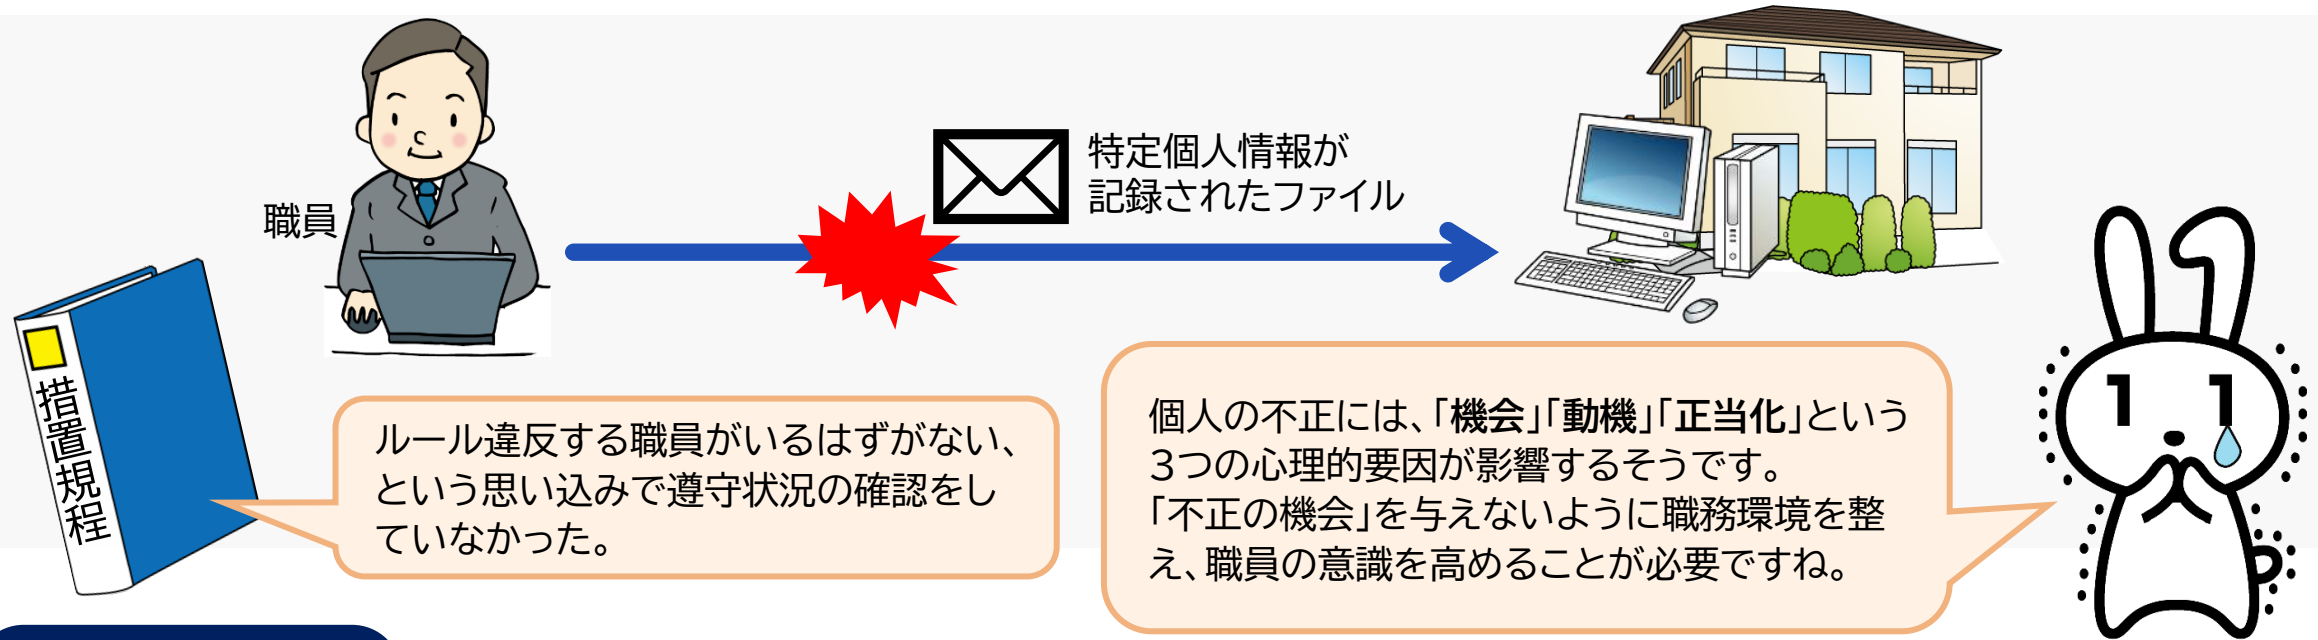 職員
特定個人情報が
記録されたファイル
措置規程
ルール違反する職員がいるはずがない、
という思い込みで遵守状況の確認をし
ていなかった。
個人の不正には、「機会」「動機」「正当化」という
３つの心理的要因が影響するそうです。
「不正の機会」を与えないように職務環境を整
え、職員の意識を高めることが必要ですね。
1 1